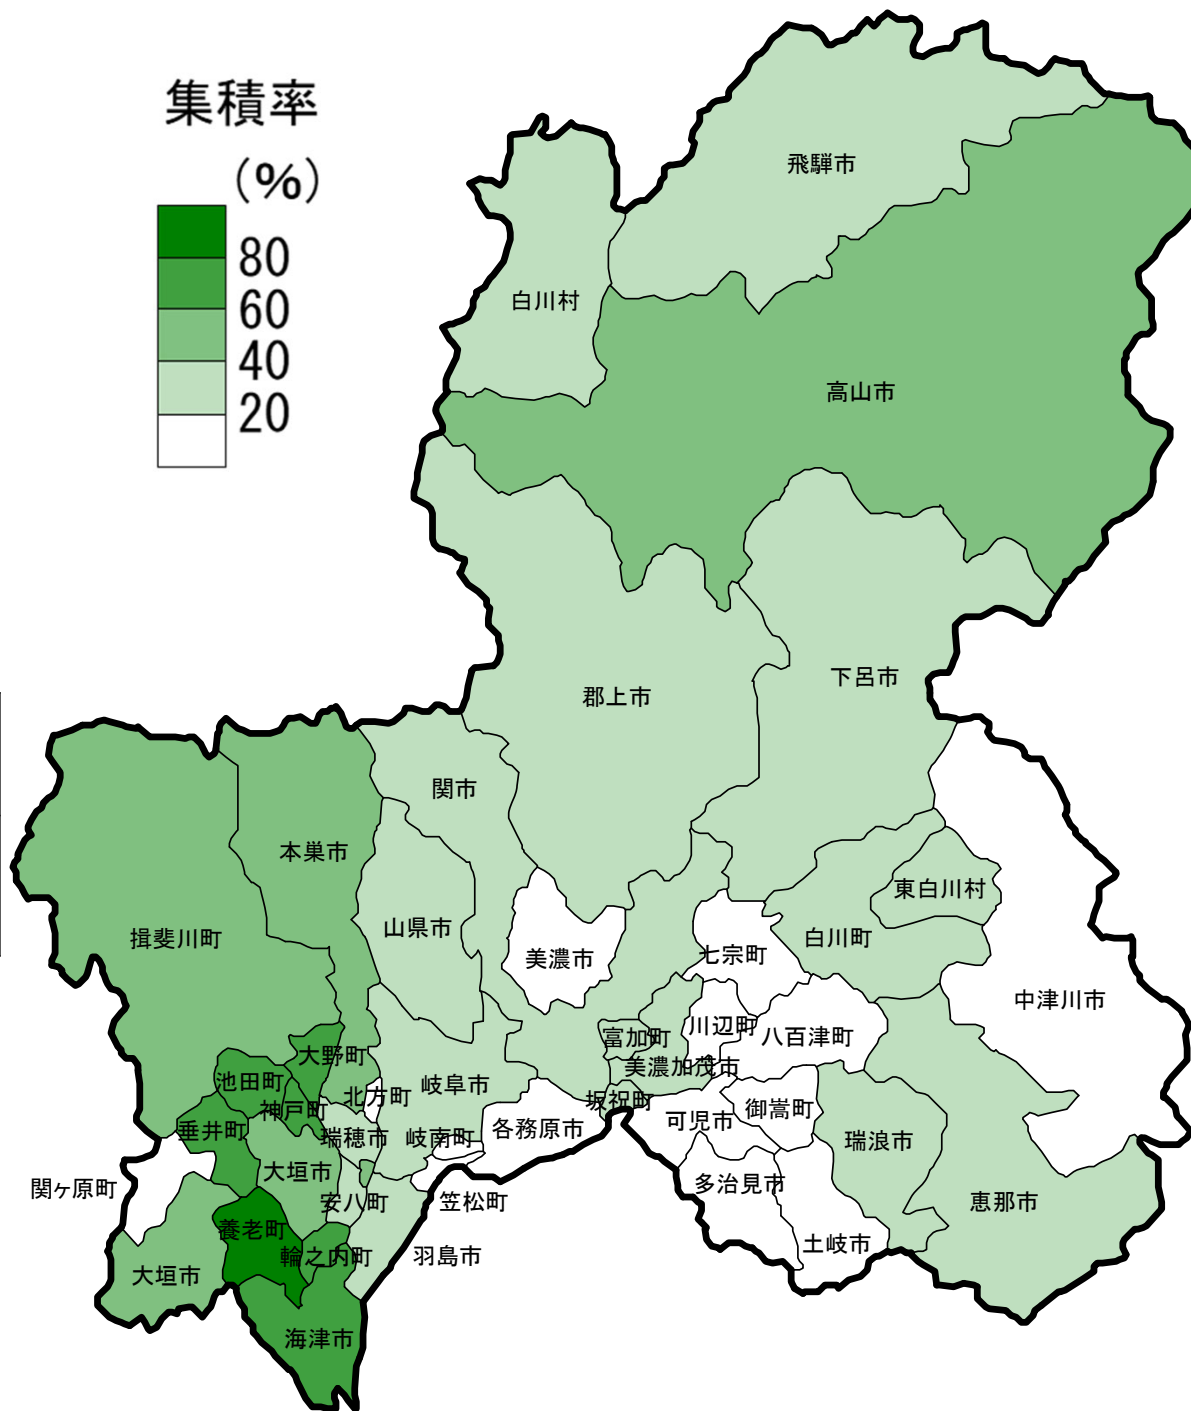 集積率
(%)
80
60
40
20
飛騨市
白川村
高山市
下呂市
郡上市
関市
本巣市
東白川村
山県市
揖斐川町
白川町
七宗町
美濃市
中津川市
川辺町
八百津町
富加町
大野町
美濃加茂市
池田町
岐阜市
北方町
坂祝町
神戸町
御嵩町
可児市
垂井町
各務原市
瑞穂市
岐南町
瑞浪市
大垣市
多治見市
関ヶ原町
安八町
笠松町
恵那市
養老町
土岐市
輪之内町
羽島市
大垣市
海津市